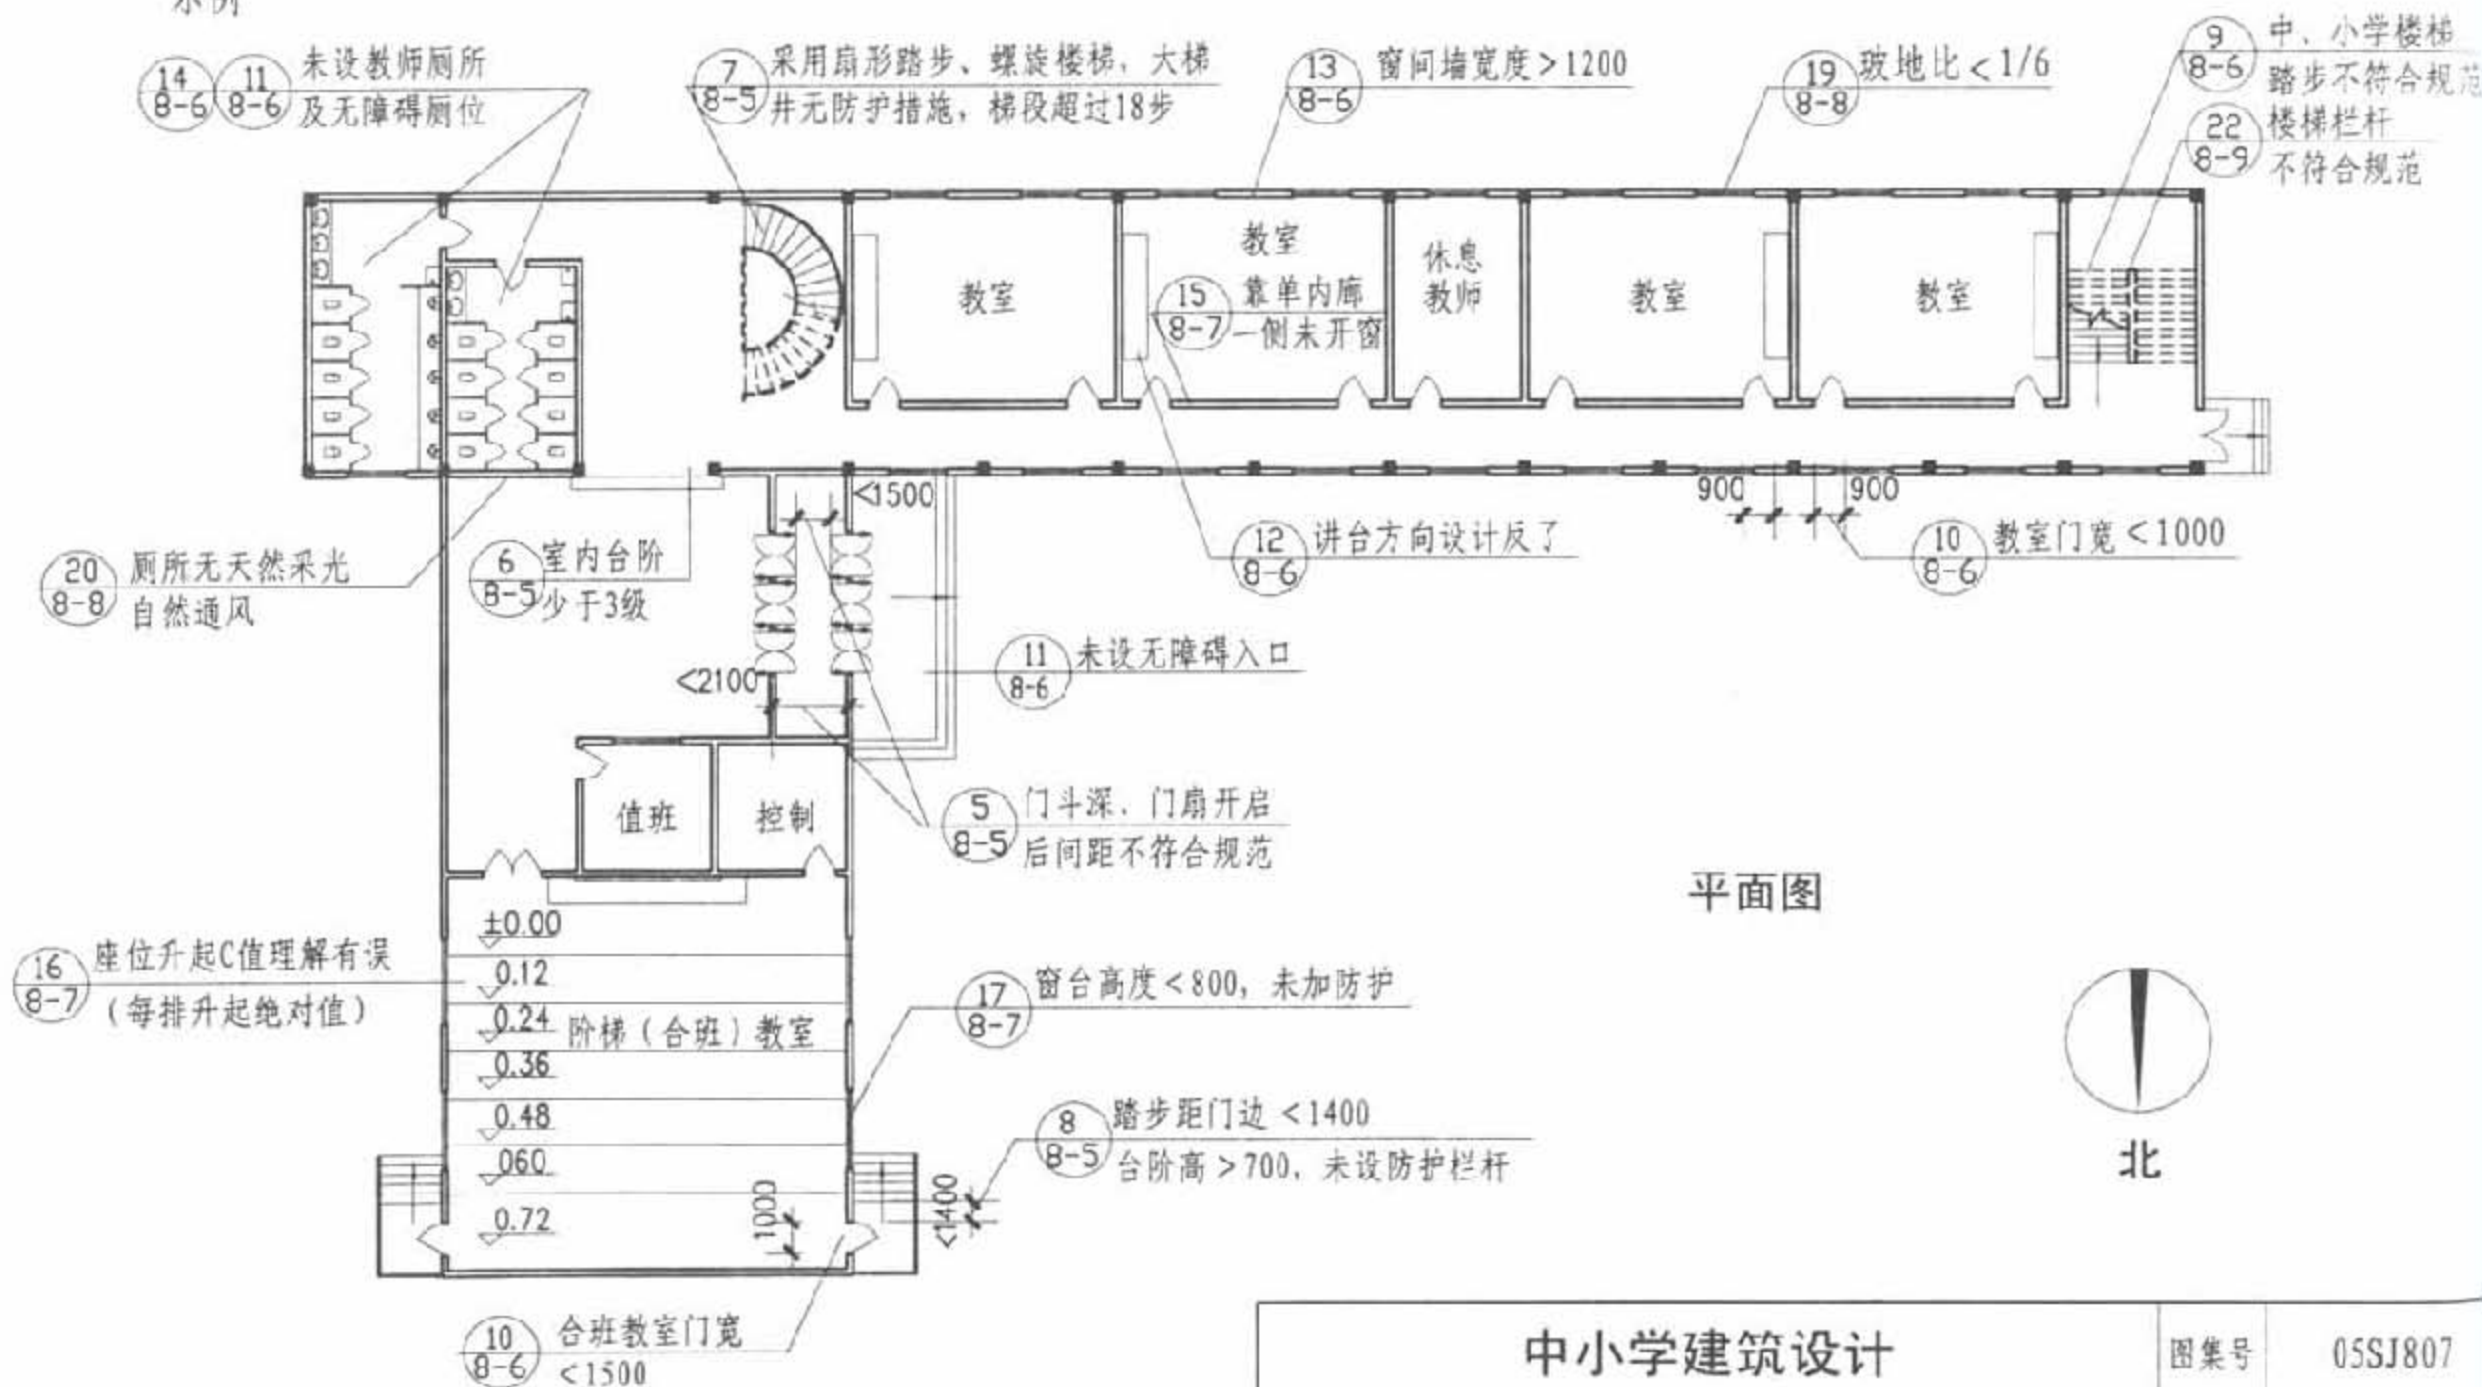 示例
14
8-6
11
8-6
未设教师厕所
及无障碍厕位
7
8-5
采用扇形踏步、螺旋楼梯，大梯
井无防护措施，梯段超过18步
13
8-6
窗间墙宽度>1200
19
8-8
玻地比<1/6
9
8-6
中、小学楼梯
踏步不符合规范
22
8-9
楼梯栏杆
不符合规范
教室
教室
15
8-7
靠单内廊
一侧未开窗
休息
教师
教室
教室
<1500
900
900
20
8-8
厕所无天然采光
自然通风
6
8-5
室内台阶
少于3级
12
8-6
讲台方向设计反了
10
8-6
教室门宽<1000
<2100
11
8-6
未设无障碍入口
值班
控制
5
8-5
门斗深、门扇开启
后间距不符合规范
平面图
16
8-7
座位升起C值理解有误
（每排升起绝对值）
±0.00
0.12
0.24
阶梯（合班）教室
0.36
0.48
060
0.72
17
8-7
窗台高度<800，未加防护
8
8-5
踏步距门边<1400
台阶高>700，未设防护栏杆
1000
<1400
北
10
8-6
合班教室门宽
<1500
中小学建筑设计
图集号
05SJ807